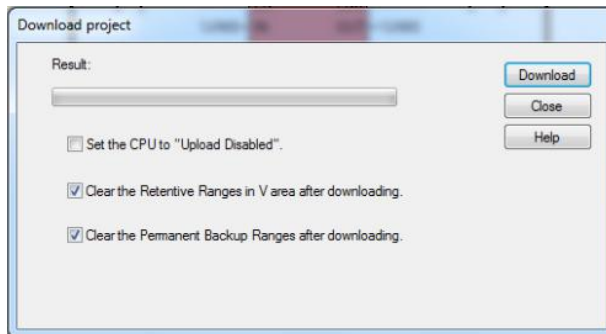 Download project
Result:
Download
Close
Help
Set the CPU to "Upload Disabled".
Clear the Retentive Ranges in V area after downloading.
Clear the Permanent Backup Ranges after downloading.